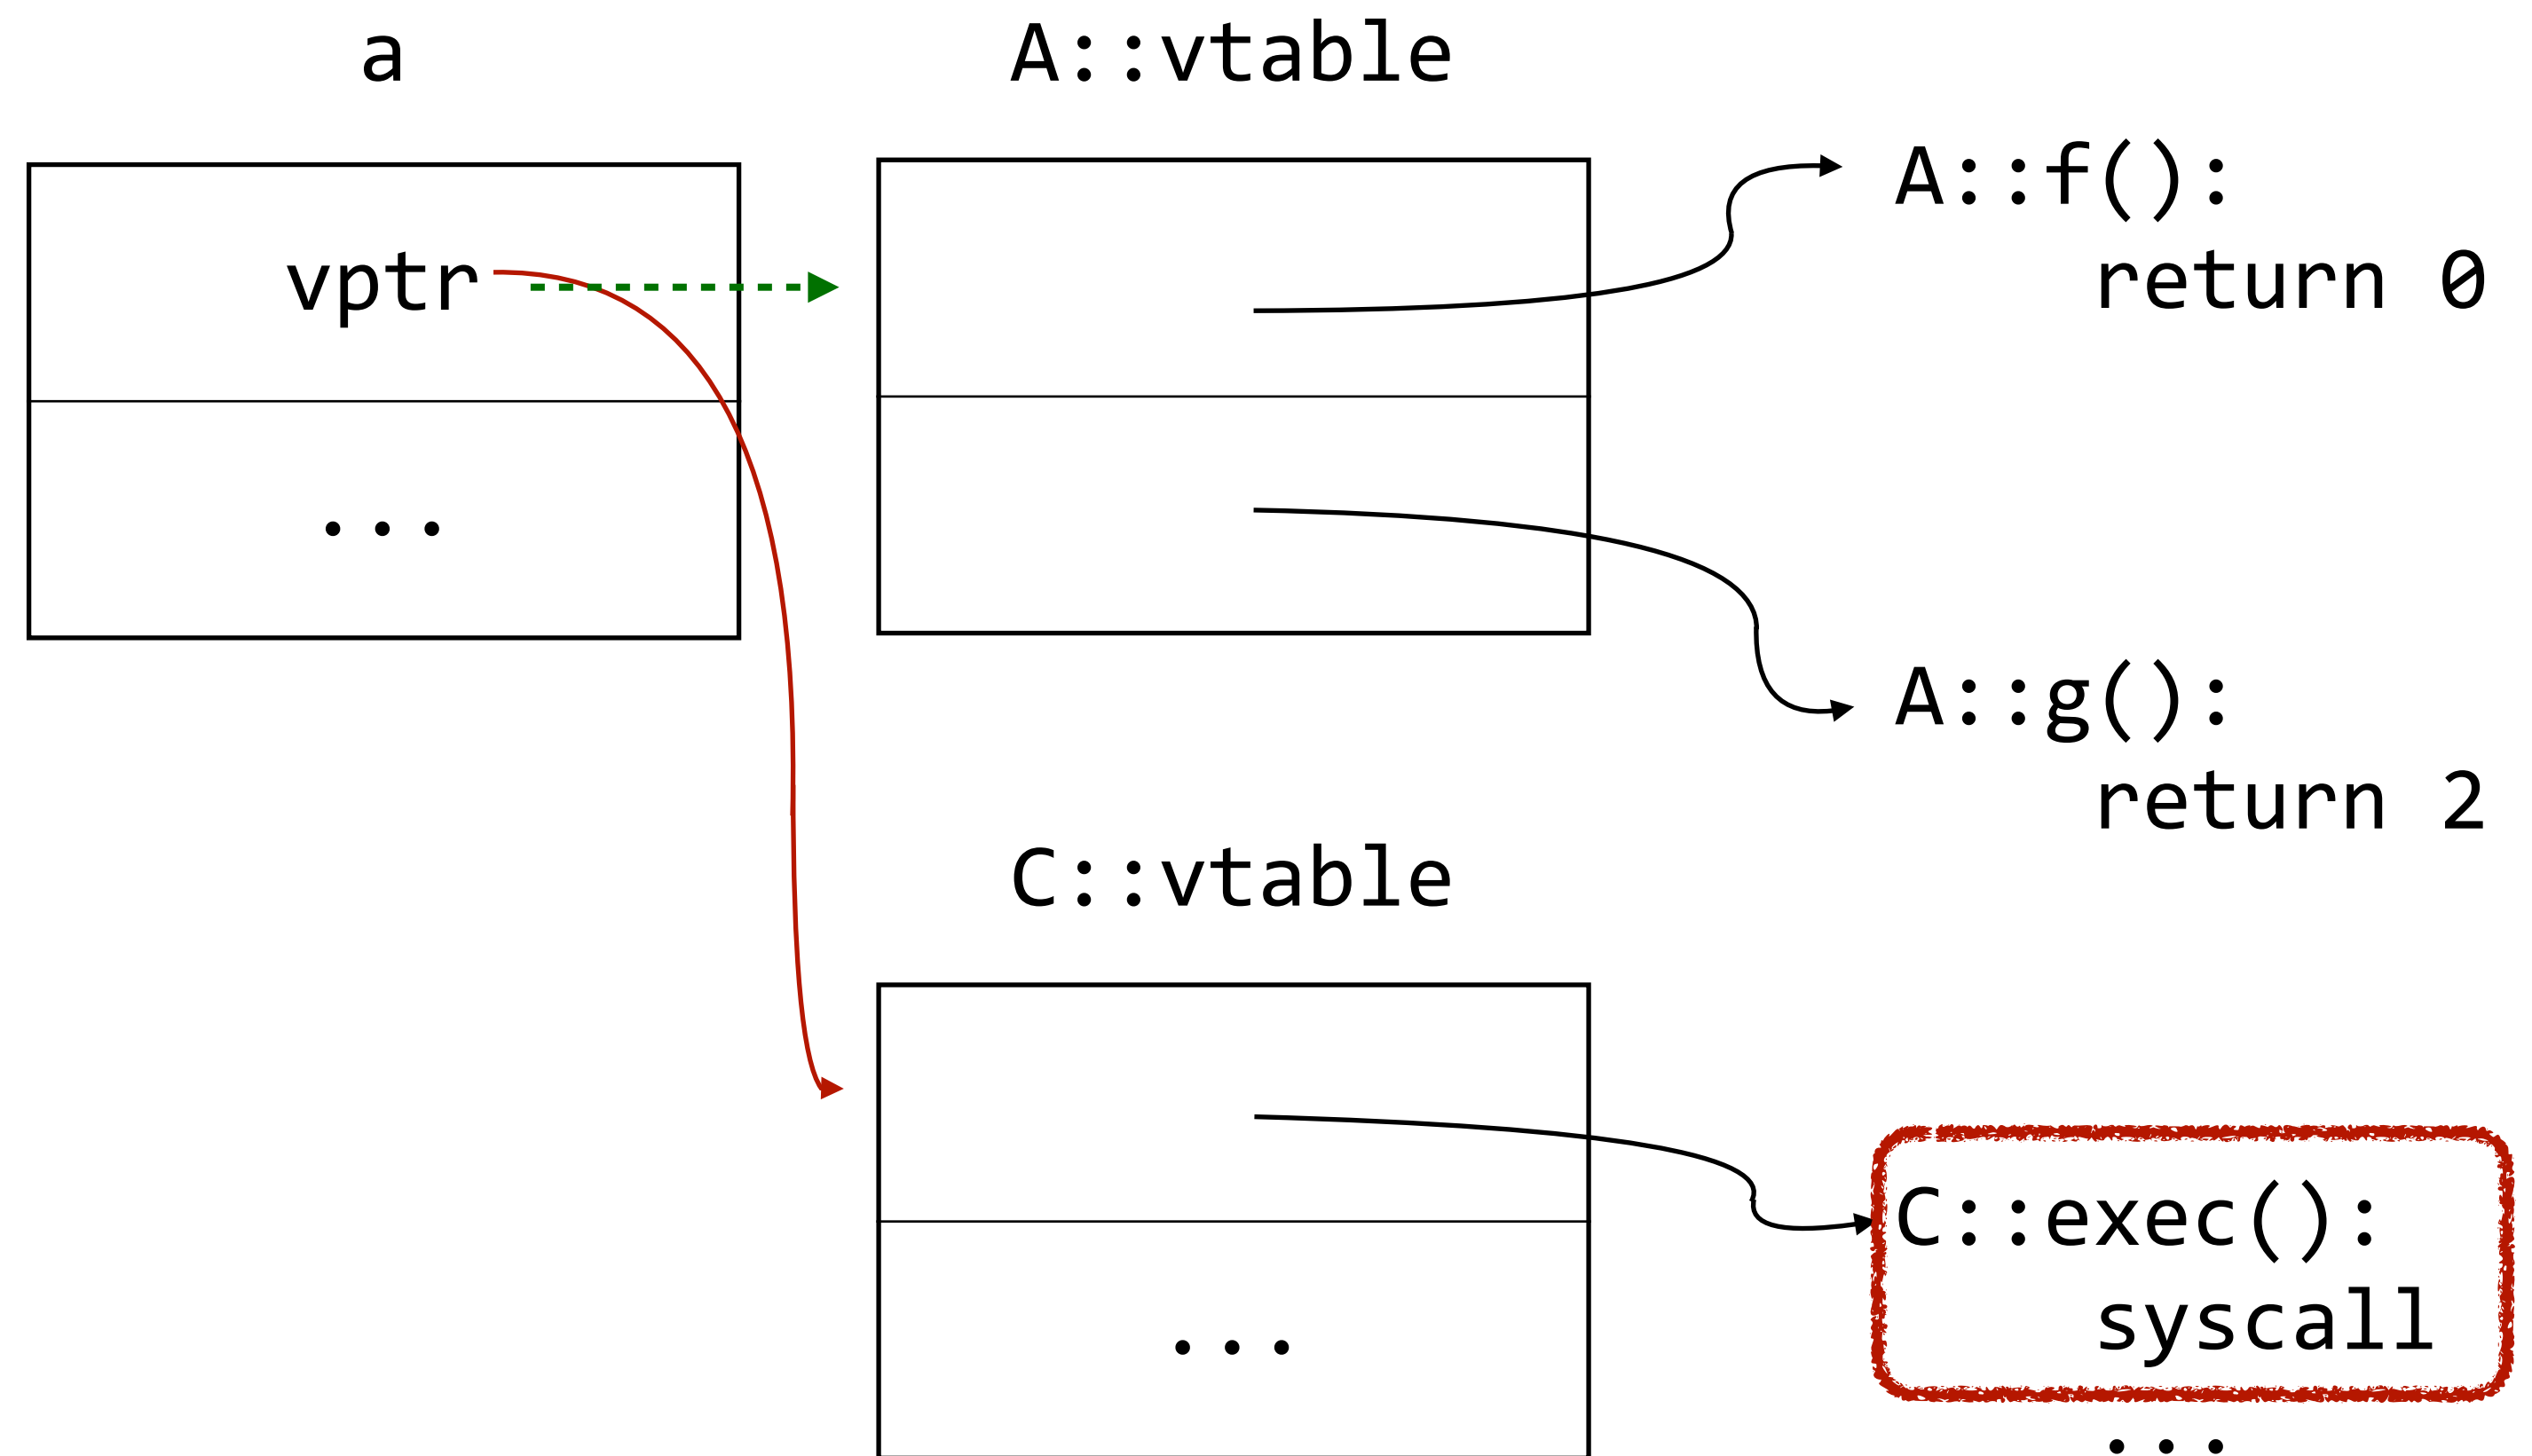 a
A::vtable
vptr
...
A::f():
return 0
A::g():
return 2
C::vtable
...
C::exec():
syscall
...